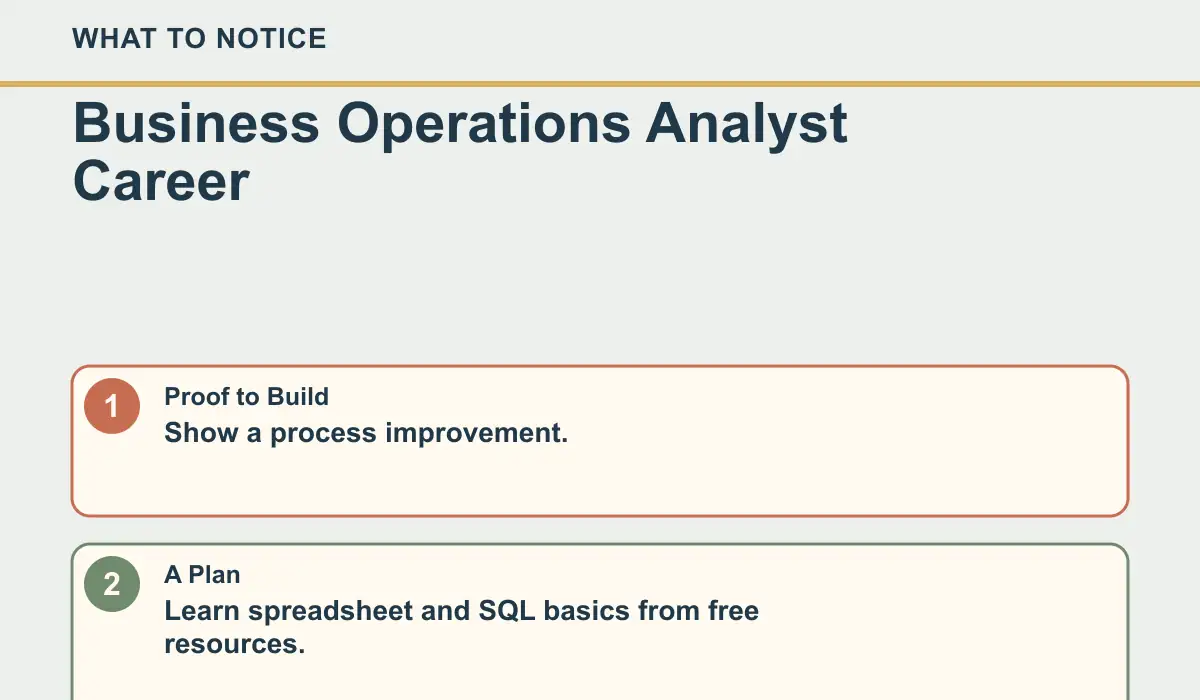 WHAT TO NOTICE
Business Operations Analyst
Career
1
Proof to Build
Show a process improvement.
2
A Plan
Learn spreadsheet and SQL basics from free
resources.